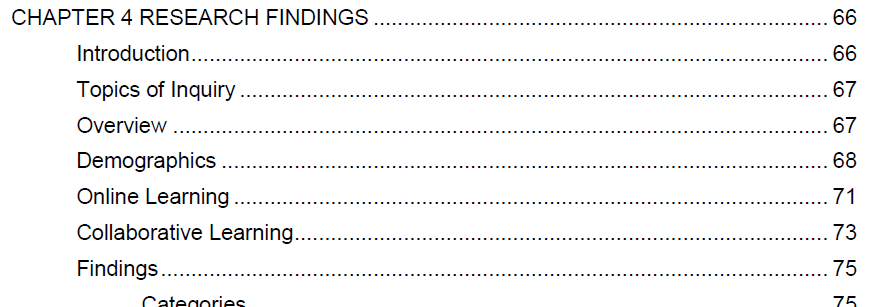 CHAPTER 4 RESEARCH FINDINGS ........................................................................ 66
Introduction........................................................................................................ 66
Topics of Inquiry ................................................................................................ 67
Overview ........................................................................................................... 67
Demographics ................................................................................................... 68
Online Learning ................................................................................................. 71
Collaborative Learning....................................................................................... 73
Findings............................................................................................................. 75
Categories ......................................................................................................... 75